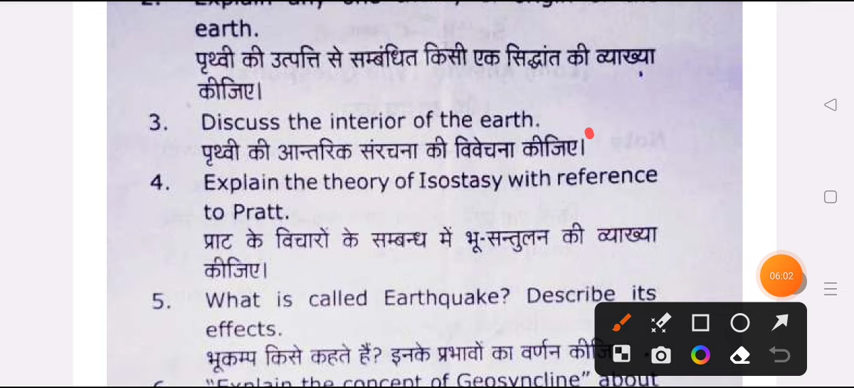 earth.
पृथ्वी की उत्पत्ति से सम्बंधित किसी एक सिद्धांत की व्याख्या
कीजिए।
3. Discuss the interior of the earth.
पृथ्वी की आन्तरिक संरचना की विवेचना कीजिए।
4. Explain the theory of Isostasy with reference
to Pratt.
प्राट के विचारों के सम्बन्ध में भू-सन्तुलन की व्याख्या
कीजिए।
06:02
5. What is called Earthquake? Describe its
effects.
भूकम्प किसे कहते हैं? इनके प्रभावों का वर्णन
"Explain the concept of Geosyncline" about